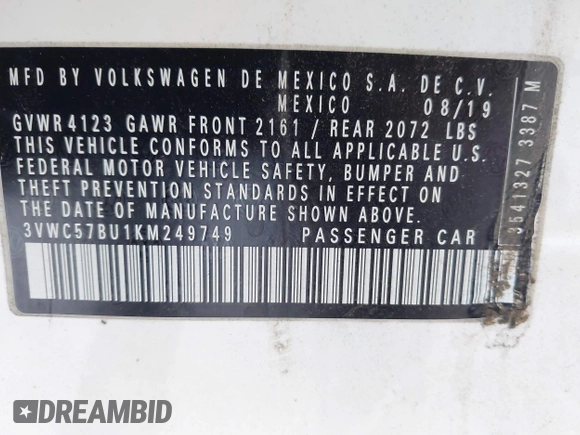 MFD BY VOLKSWAGEN DE MEXICO S.A. DE C.V.
MEXICO 08/19
GVWR 4123 GAWR FRONT 2161 / REAR 2072 LBS
THIS VEHICLE CONFORMS TO ALL APPLICABLE U.S.
FEDERAL MOTOR VEHICLE SAFETY, BUMPER AND
THEFT PREVENTION STANDARDS IN EFFECT ON
THE DATE OF MANUFACTURE SHOWN ABOVE.
3VWC57BU1KM249749 PASSENGER CAR
3541327 3387 M
DREAMBID